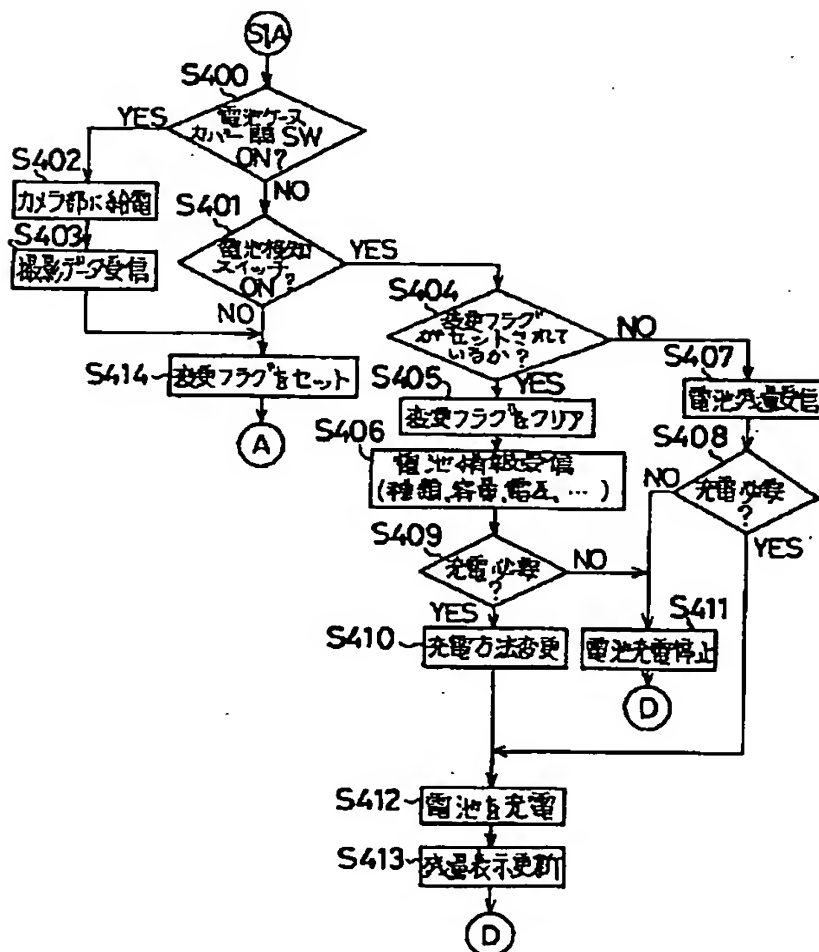 S1A
S400
電池ケース
カバー開SW
ON?
YES
NO
S402
カメラ部に給電
S403
撮影データ受信
S401
電池検知
スイッチ
ON?
YES
NO
S414
変更フラグをセット
A
S404
変更フラグ
がセットされて
いるか?
NO
YES
S405
変更フラグをクリア
S406
電池情報受信
(種類、容量、電圧、…)
S407
電池残量受信
S408
充電必要
?
NO
YES
S409
充電必要
?
NO
YES
S410
充電方法変更
S411
電池充電停止
D
S412
電池を充電
S413
残量表示更新
D